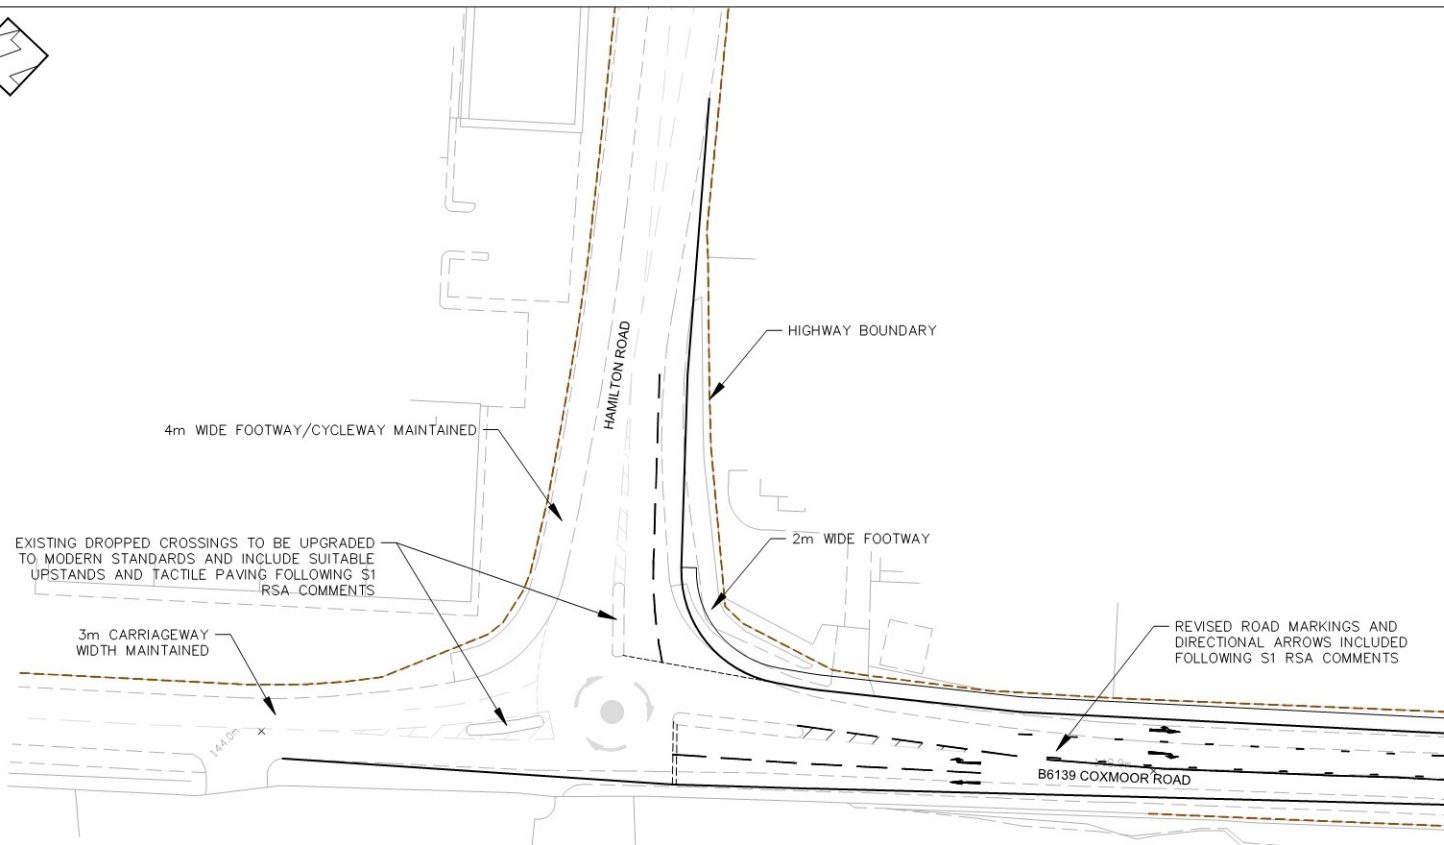 HIGHWAY BOUNDARY
HAMILTON ROAD
4m WIDE FOOTWAY/CYCLEWAY MAINTAINED
EXISTING DROPPED CROSSINGS TO BE UPGRADED
TO MODERN STANDARDS AND INCLUDE SUITABLE
UPSTANDS AND TACTILE PAVING FOLLOWING S1
RSA COMMENTS
2m WIDE FOOTWAY
3m CARRIAGEWAY
WIDTH MAINTAINED
REVISED ROAD MARKINGS AND
DIRECTIONAL ARROWS INCLUDED
FOLLOWING S1 RSA COMMENTS
144.0m
B6139 COXMOOR ROAD